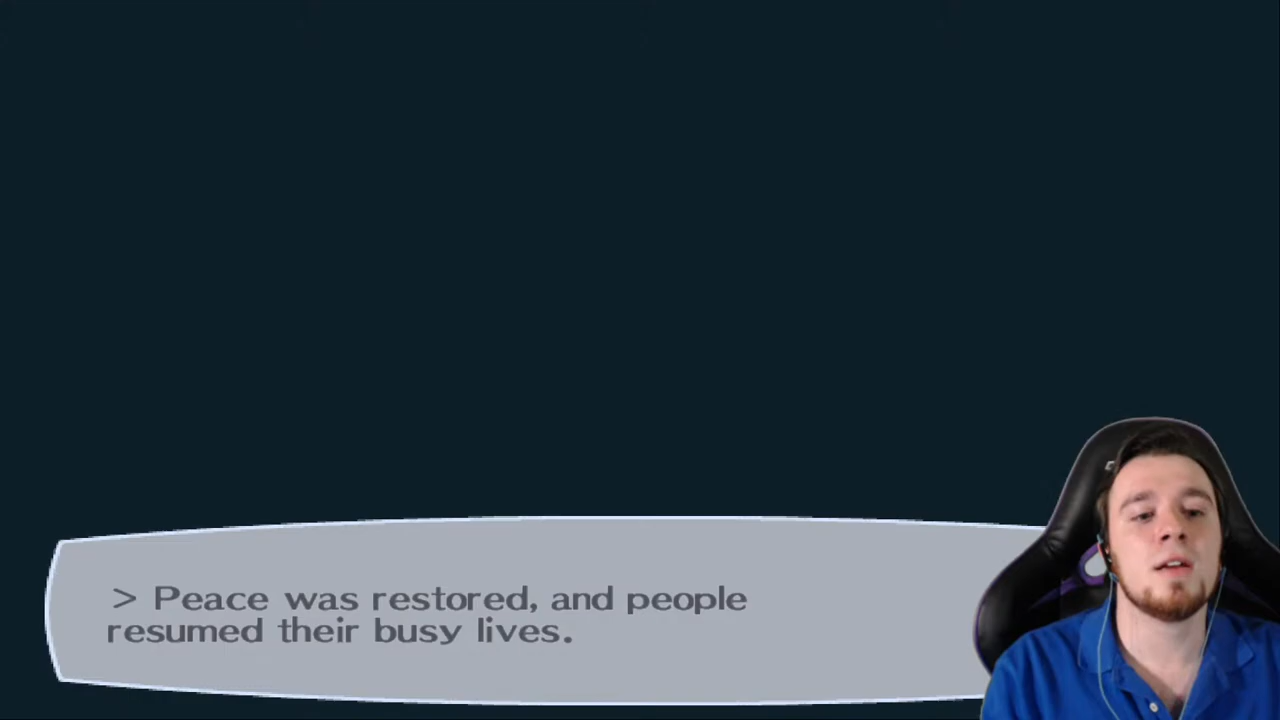 > Peace was restored, and people
resumed their busy lives.